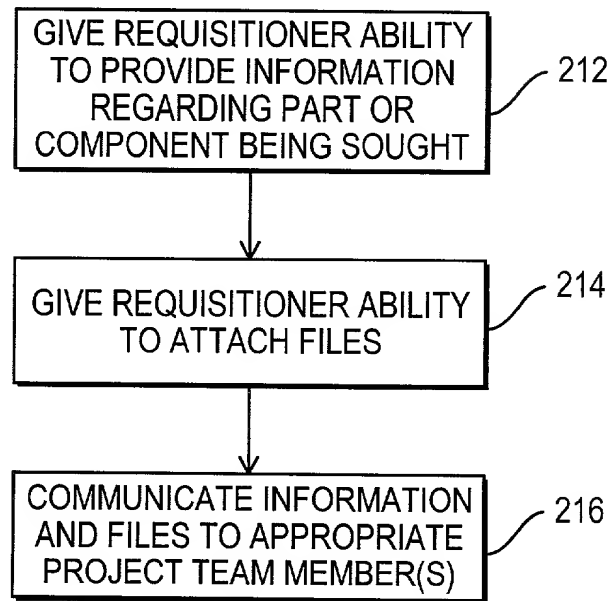 GIVE REQUISITIONER ABILITY
TO PROVIDE INFORMATION
REGARDING PART OR
COMPONENT BEING SOUGHT
212
GIVE REQUISITIONER ABILITY
TO ATTACH FILES
214
COMMUNICATE INFORMATION
AND FILES TO APPROPRIATE
PROJECT TEAM MEMBER(S)
216